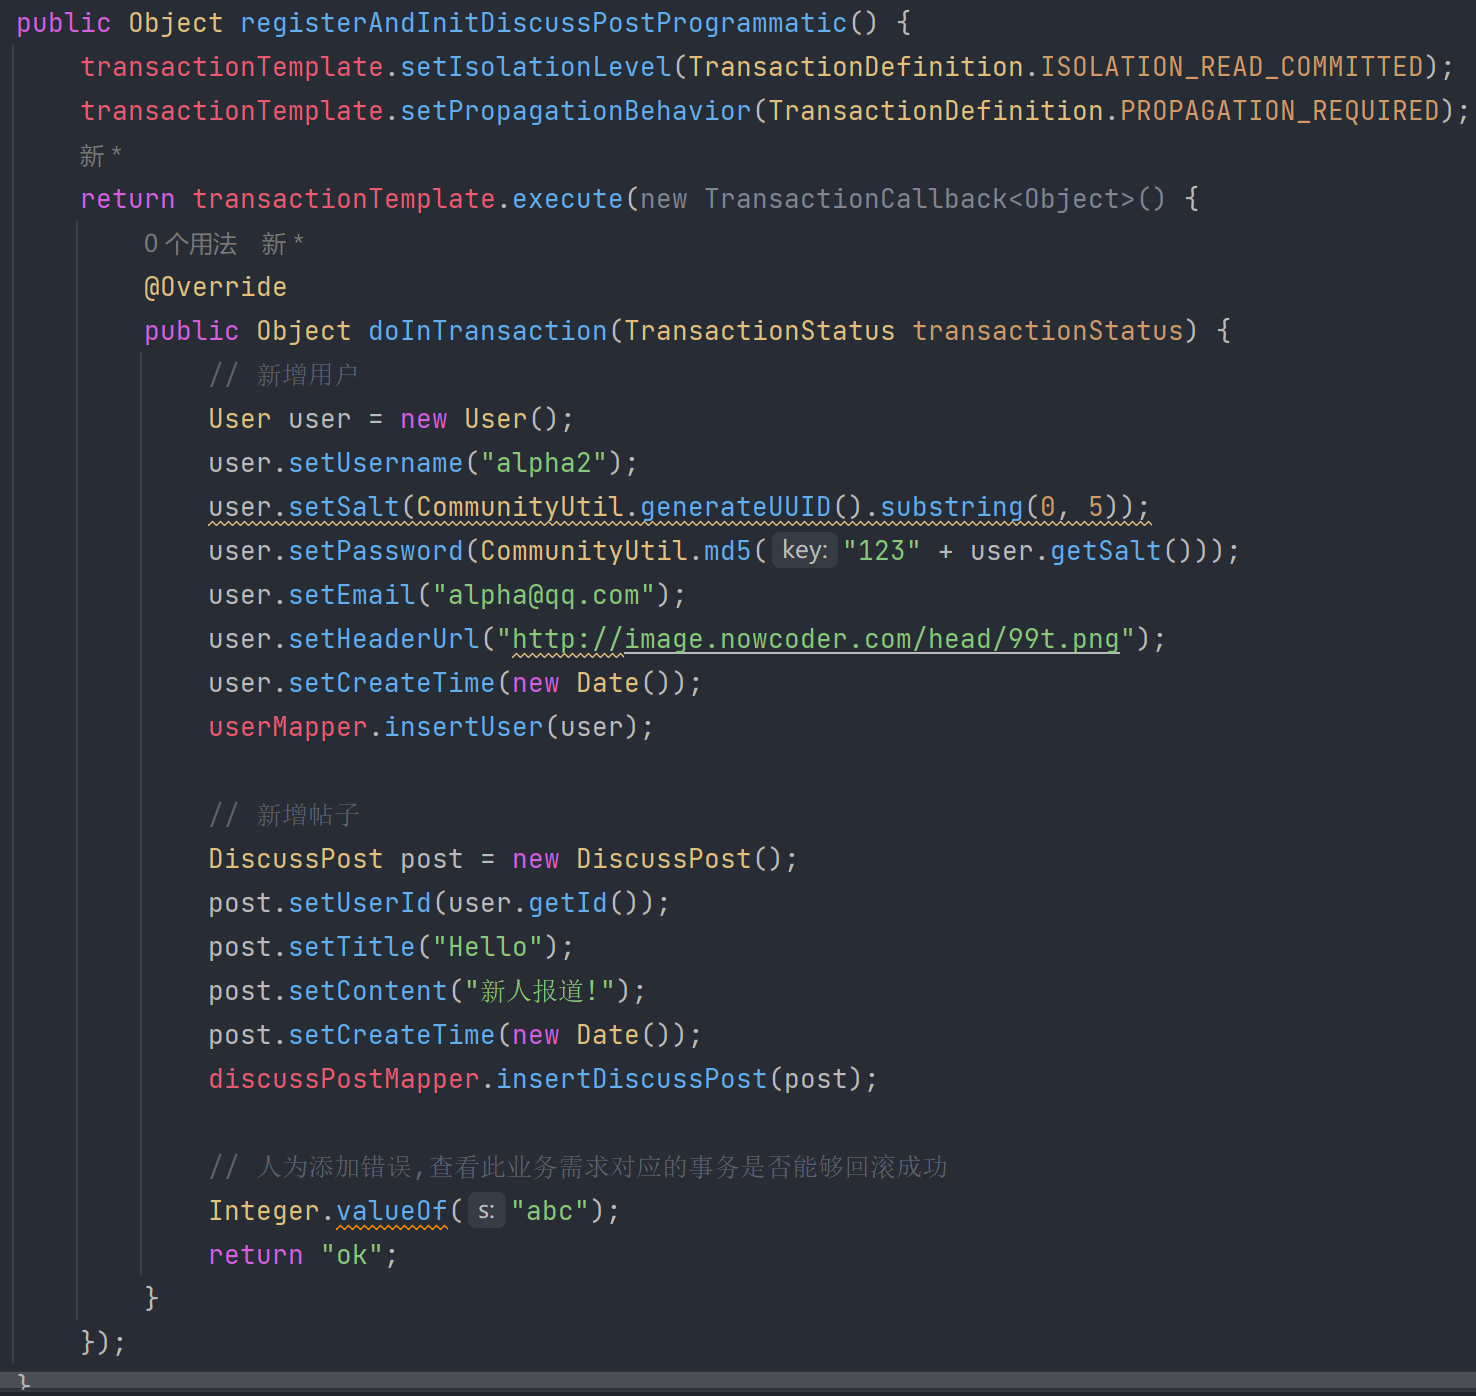 public Object registerAndInitDiscussPostProgrammatic() {
transactionTemplate.setIsolationLevel(TransactionDefinition.ISOLATION_READ_COMMITTED);
transactionTemplate.setPropagationBehavior(TransactionDefinition.PROPAGATION_REQUIRED);
新 *
return transactionTemplate.execute(new TransactionCallback<Object>() {
0 个用法 新 *
@Override
public Object doInTransaction(TransactionStatus transactionStatus) {
// 新增用户
User user = new User();
user.setUsername("alpha2");
user.setSalt(CommunityUtil.generateUUID().substring(0, 5));
user.setPassword(CommunityUtil.md5( key: "123" + user.getSalt()));
user.setEmail("alpha@qq.com");
user.setHeaderUrl("http://image.nowcoder.com/head/99t.png");
user.setCreateTime(new Date());
userMapper.insertUser(user);
// 新增帖子
DiscussPost post = new DiscussPost();
post.setUserId(user.getId());
post.setTitle("Hello");
post.setContent("新人报道!");
post.setCreateTime(new Date());
discussPostMapper.insertDiscussPost(post);
// 人为添加错误,查看此业务需求对应的事务是否能够回滚成功
Integer.valueOf( s: "abc");
return "ok";
}
});
}